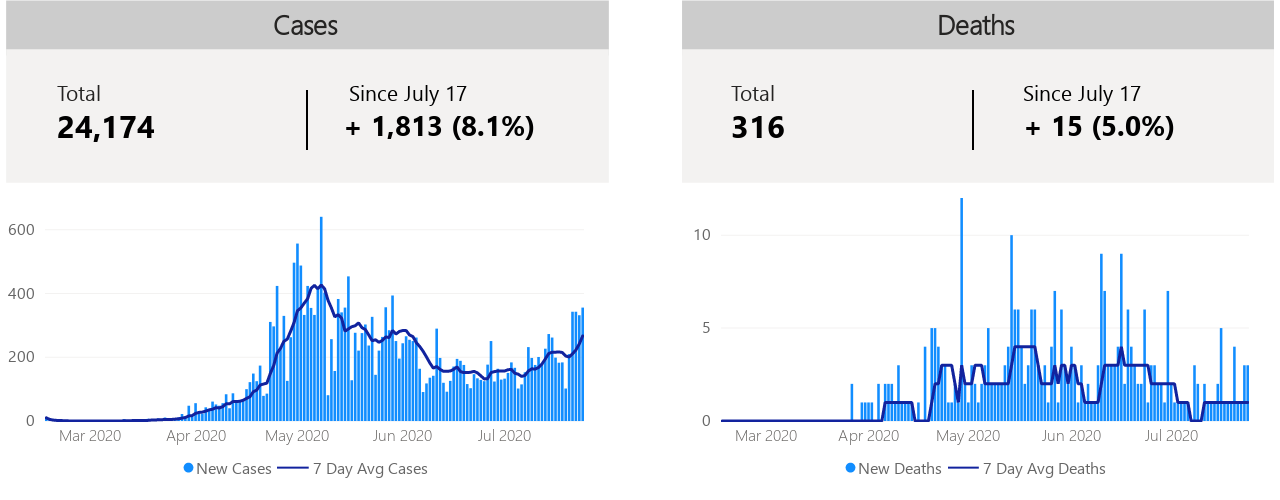 Cases
Total
24,174
Since July 17
+ 1,813 (8.1%)
600
400
200
0
Mar 2020 Apr 2020 May 2020 Jun 2020 Jul 2020
New Cases 7 Day Avg Cases
Deaths
Total
316
Since July 17
+ 15 (5.0%)
10
5
0
Mar 2020 Apr 2020 May 2020 Jun 2020 Jul 2020
New Deaths 7 Day Avg Deaths